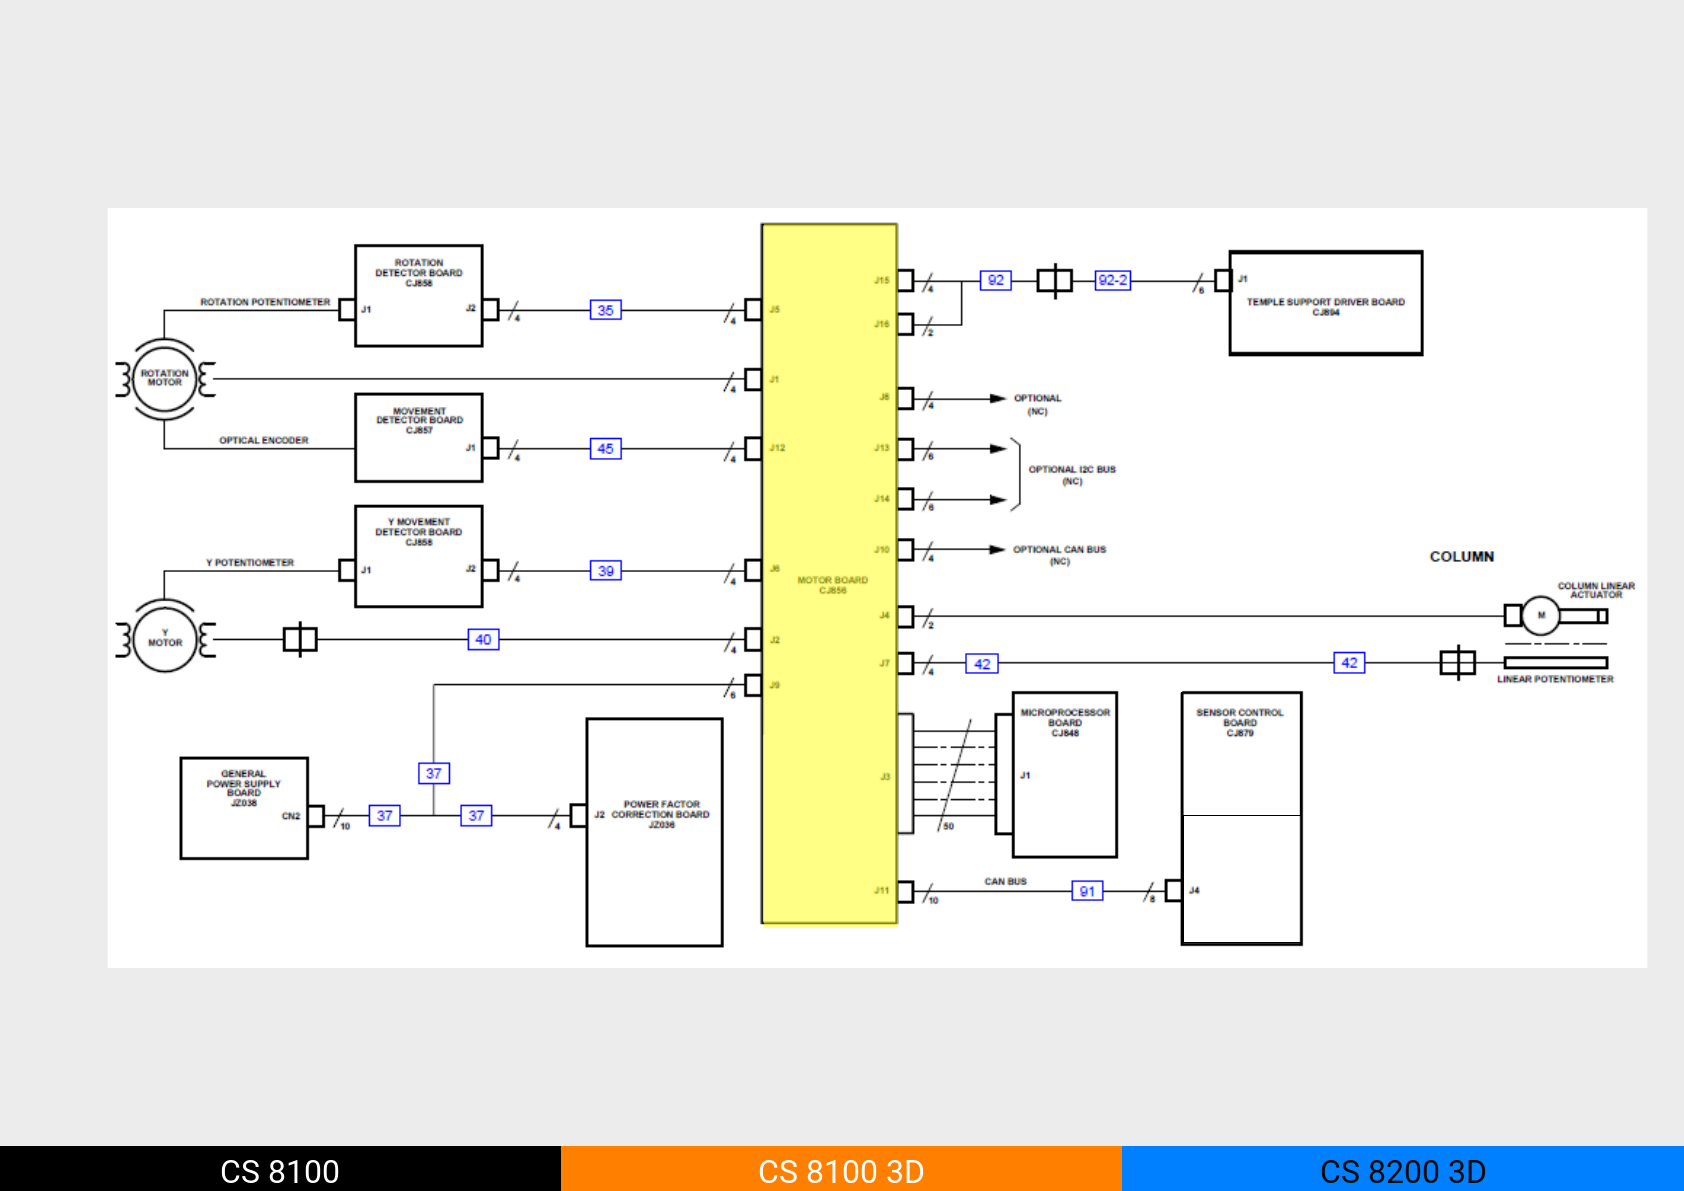 ROTATION
DETECTOR BOARD
CJ858
ROTATION POTENTIOMETER
J1
J2
4
35
4
J5
ROTATION
MOTOR
4
J1
MOVEMENT
DETECTOR BOARD
CJ857
OPTICAL ENCODER
J1
4
45
4
J12
Y MOVEMENT
DETECTOR BOARD
CJ858
Y POTENTIOMETER
J1
J2
4
39
4
J6
Y
MOTOR
40
4
J2
6
J9
37
GENERAL
POWER SUPPLY
BOARD
JZ038
CN2
10
37
37
4
J2
POWER FACTOR
CORRECTION BOARD
JZ036
MOTOR BOARD
CJ856
J15
4
92
92-2
6
J1
TEMPLE SUPPORT DRIVER BOARD
CJ894
J16
2
J8
4
OPTIONAL
(NC)
J13
6
OPTIONAL I2C BUS
(NC)
J14
6
J10
4
OPTIONAL CAN BUS
(NC)
COLUMN
COLUMN LINEAR
ACTUATOR
J4
2
M
J7
4
42
42
LINEAR POTENTIOMETER
J3
50
MICROPROCESSOR
BOARD
CJ848
J1
SENSOR CONTROL
BOARD
CJ879
J11
10
CAN BUS
91
8
J4
CS 8100
CS 8100 3D
CS 8200 3D